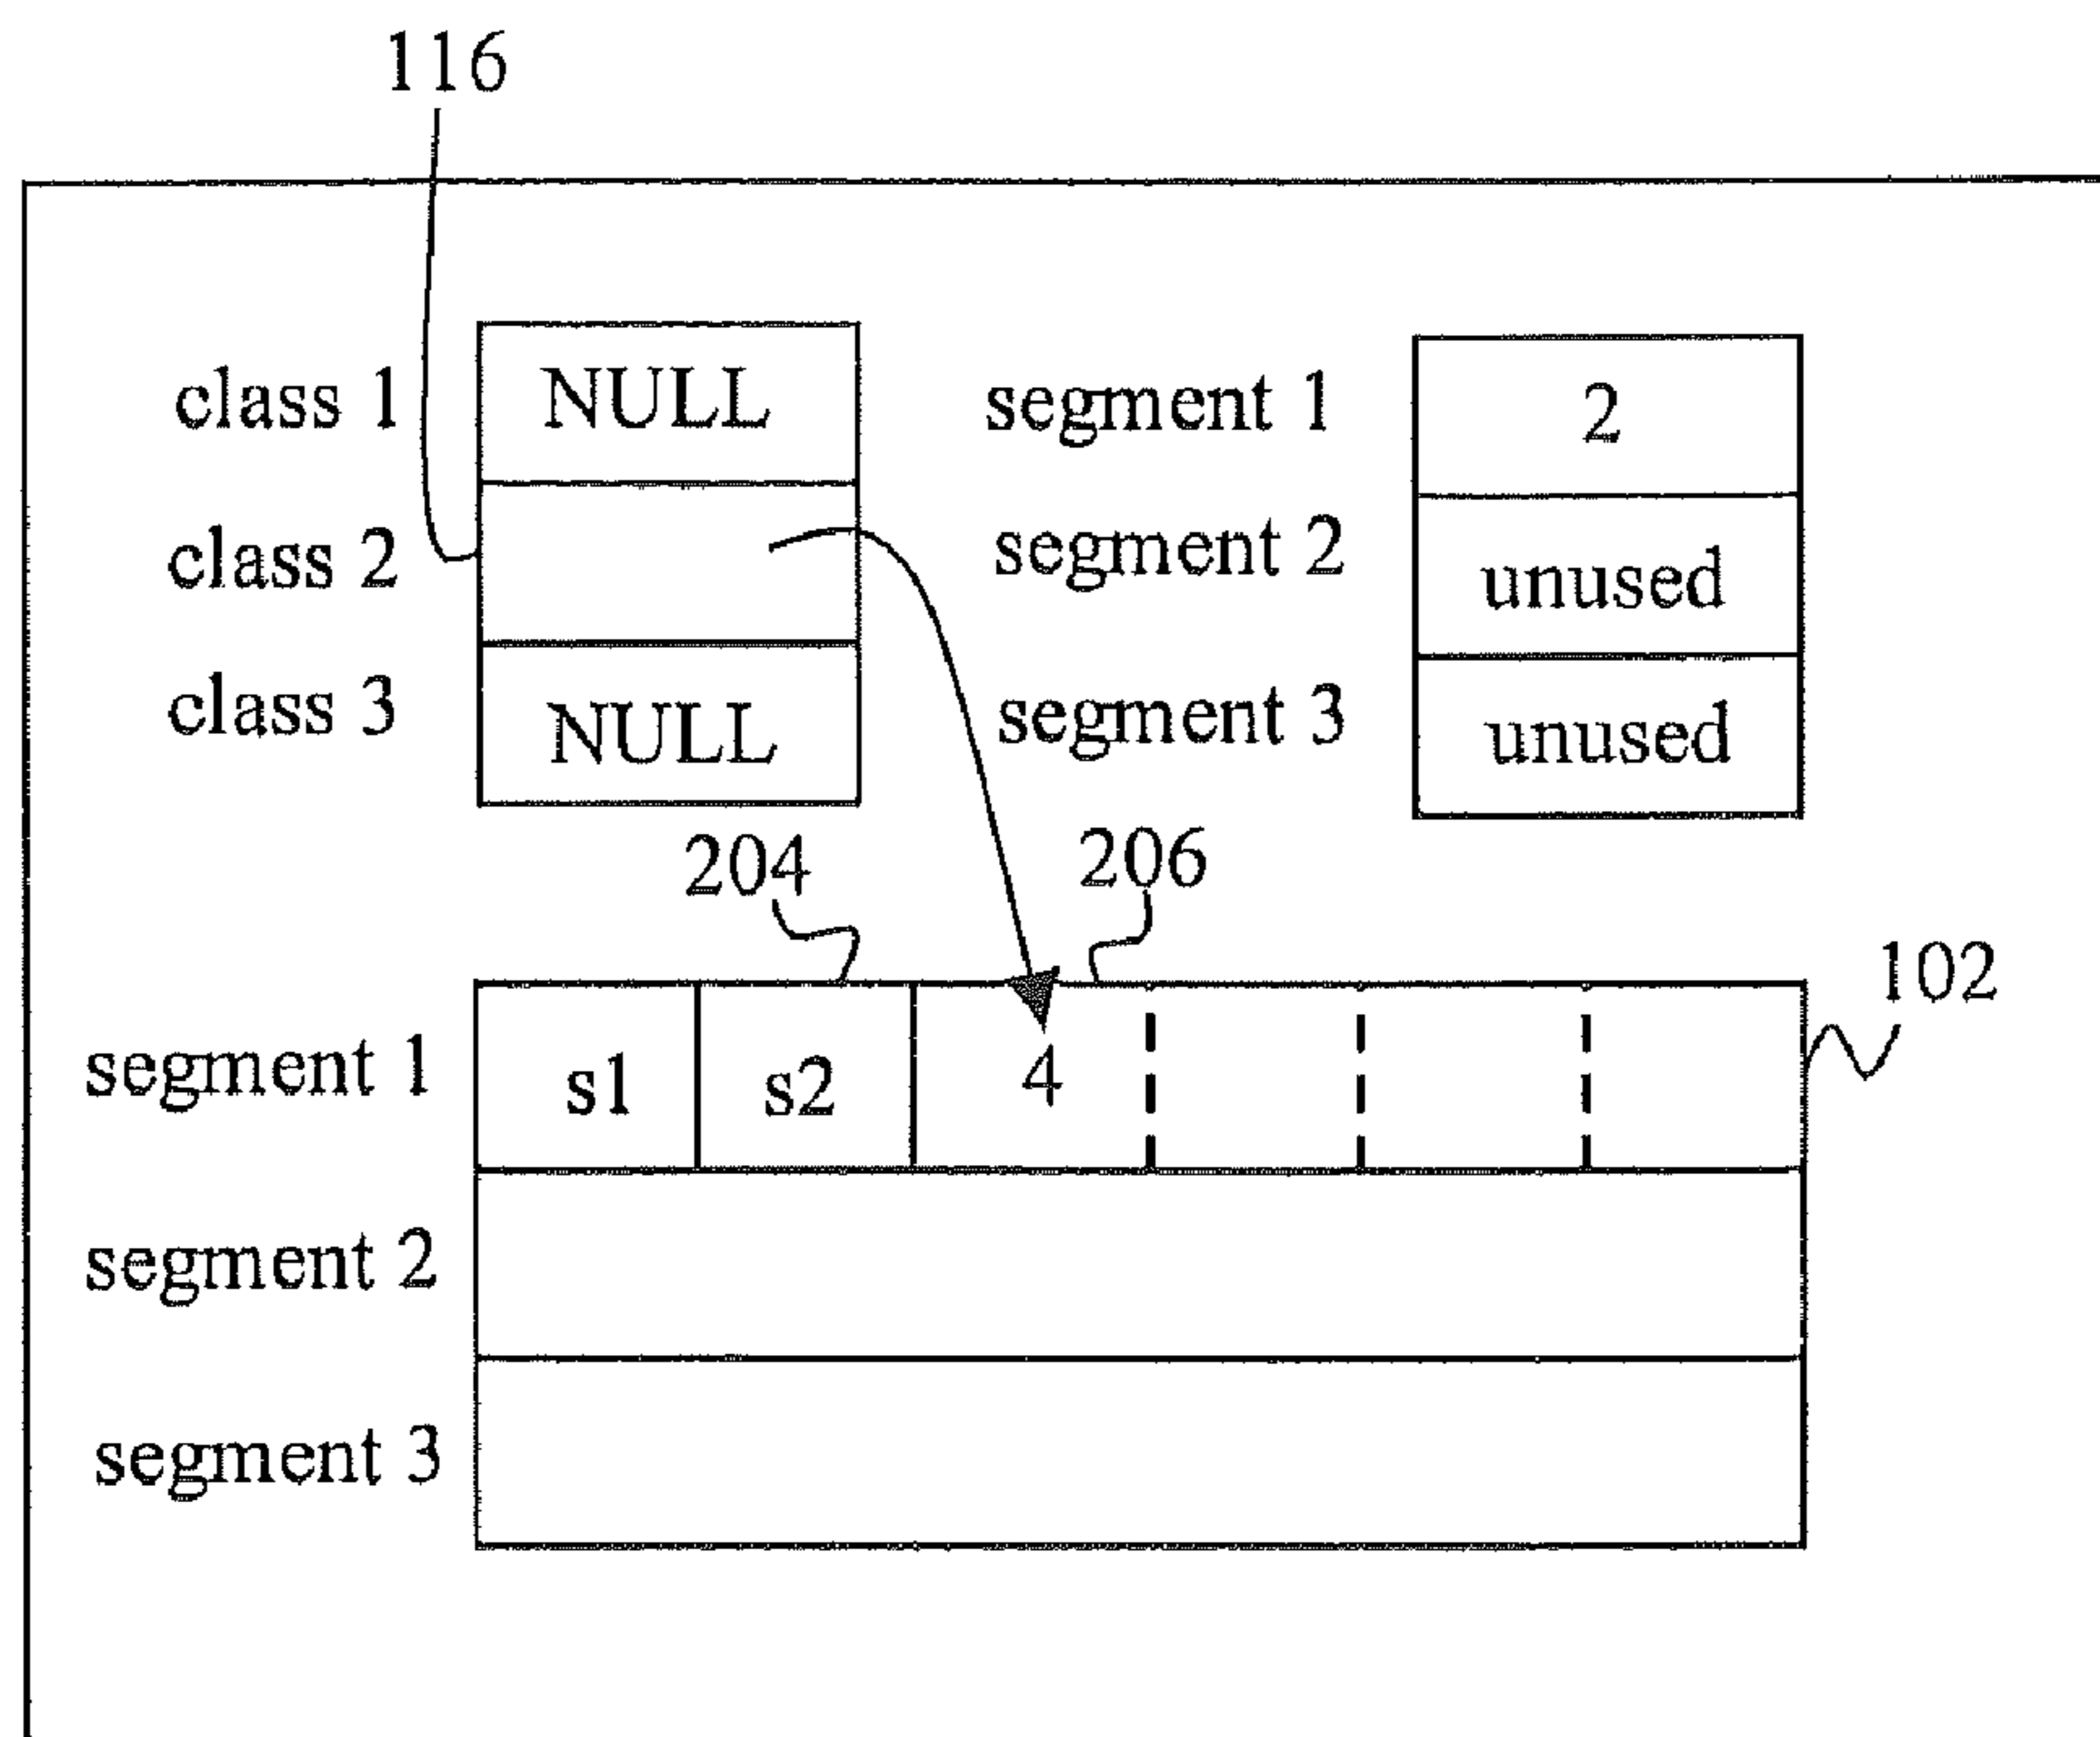 116
class 1 NULL segment 1 2
class 2 segment 2 unused
class 3 NULL segment 3 unused
204 206
102
segment 1 s1 s2 4
segment 2
segment 3